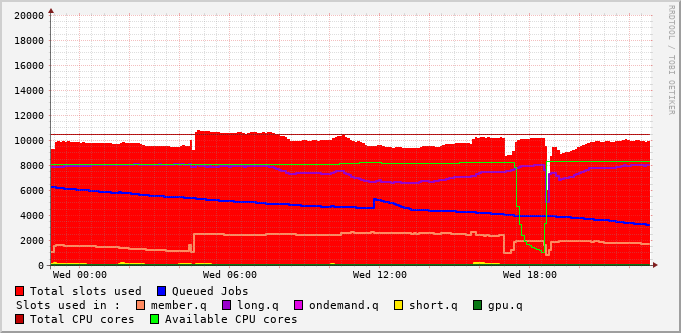 RRDTOOL / TOBI OETIKER
20000
18000
16000
14000
12000
10000
8000
6000
4000
2000
0
Wed 00:00 Wed 06:00 Wed 12:00 Wed 18:00
Total slots used Queued Jobs
Slots used in : member.q long.q ondemand.q short.q gpu.q
Total CPU cores Available CPU cores